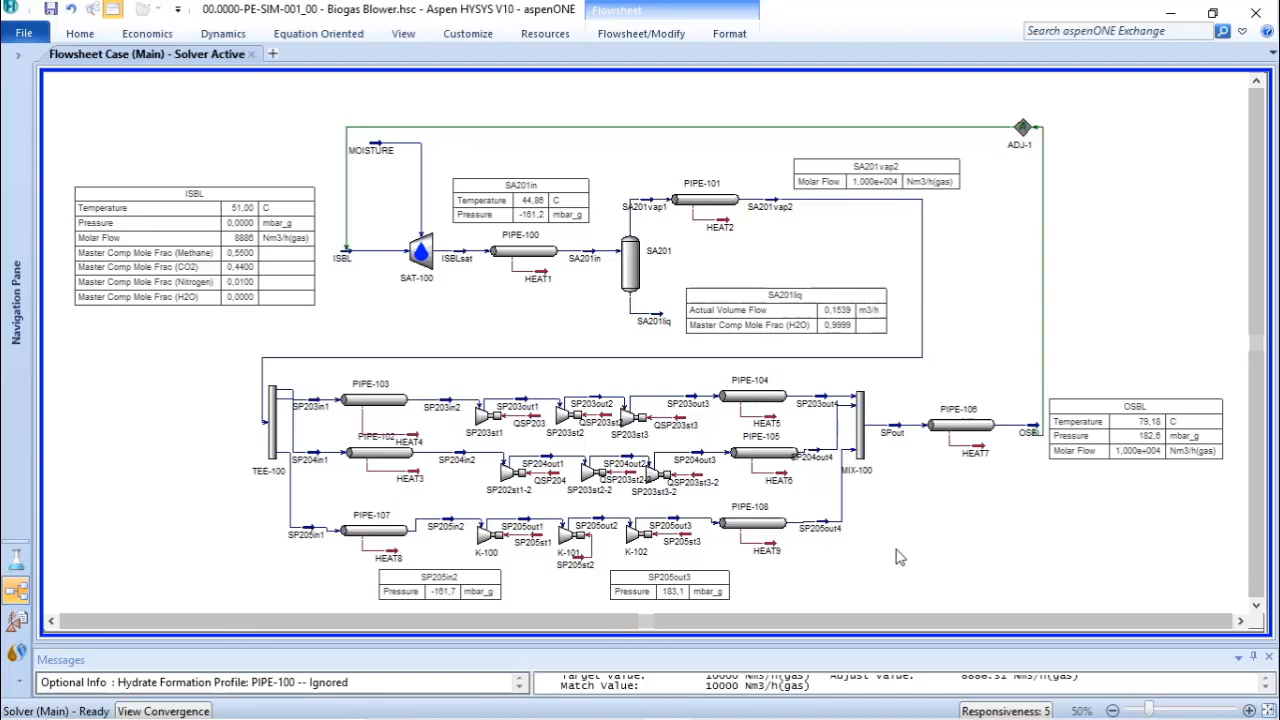 00.0000-PE-SIM-001_00 - Biogas Blower.hsc - Aspen HYSYS V10 - aspenONE
Flowsheet
File Home Economics Dynamics Equation Oriented View Customize Resources Flowsheet/Modify Format
Search aspenONE Exchange
Flowsheet Case (Main) - Solver Active
Navigation Pane
MOISTURE
A
ADJ-1
ISBL
Temperature 51,00 C
Pressure 0,0000 mbar_g
Molar Flow 8886 Nm3/h(gas)
Master Comp Mole Frac (Methane) 0,5500
Master Comp Mole Frac (CO2) 0,4400
Master Comp Mole Frac (Nitrogen) 0,0100
Master Comp Mole Frac (H2O) 0,0000
SA201in
Temperature 44,86 C
Pressure -161,2 mbar_g
SA201vap2
Molar Flow 1,000e+004 Nm3/h(gas)
PIPE-101
SA201vap1
SA201vap2
HEAT2
PIPE-100
ISBL
ISBLsat
SAT-100
SA201in
HEAT1
SA201
SA201liq
SA201liq
Actual Volume Flow 0,1539 m3/h
Master Comp Mole Frac (H2O) 0,9999
PIPE-103
SP203in1
SP203in2
SP203out1
SP203out2
SP203out3
PIPE-104
SP203out4
QSP203
SP203st1
SP203st2
SP203st3
HEAT4
HEAT5
PIPE-102
PIPE-105
TEE-100
SP204in1
SP204in2
SP204out1
SP204out2
SP204out3
SP204out4
QSP204
HEAT3
SP202st1-2
SP203st2-2
SP203st3-2
HEAT6
MIX-100
SPout
PIPE-106
HEAT7
OSBL
OSBL
Temperature 79,18 C
Pressure 182,6 mbar_g
Molar Flow 1,000e+004 Nm3/h(gas)
PIPE-107
SP205in1
SP205in2
SP205out1
SP205out2
SP205out3
PIPE-108
SP205out4
HEAT8
K-100
SP205st1
K-101
SP205st2
K-102
SP205st3
HEAT9
SP205in2
Pressure -161,7 mbar_g
SP205out3
Pressure 183,1 mbar_g
Messages
Optional Info : Hydrate Formation Profile: PIPE-100 -- Ignored
Target Value: 10000 Nm3/h(gas) Adjust Value: 8886.31 Nm3/h(gas)
Match Value: 10000 Nm3/h(gas)
Solver (Main) - Ready View Convergence
Responsiveness: 5 50%